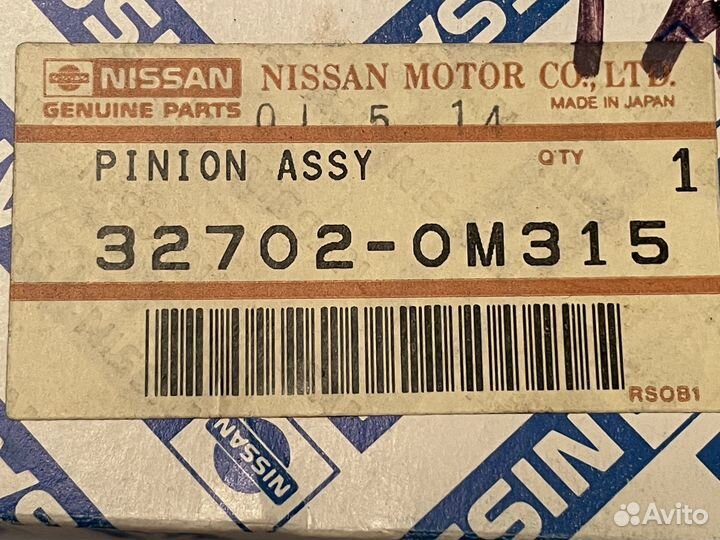 NISSAN
GENUINE PARTS
NISSAN MOTOR CO., LTD.
MADE IN JAPAN
01 5 14
PINION ASSY
QTY
1
32702-0M315
RSOB1
NISSAN
NISSAN
Avito